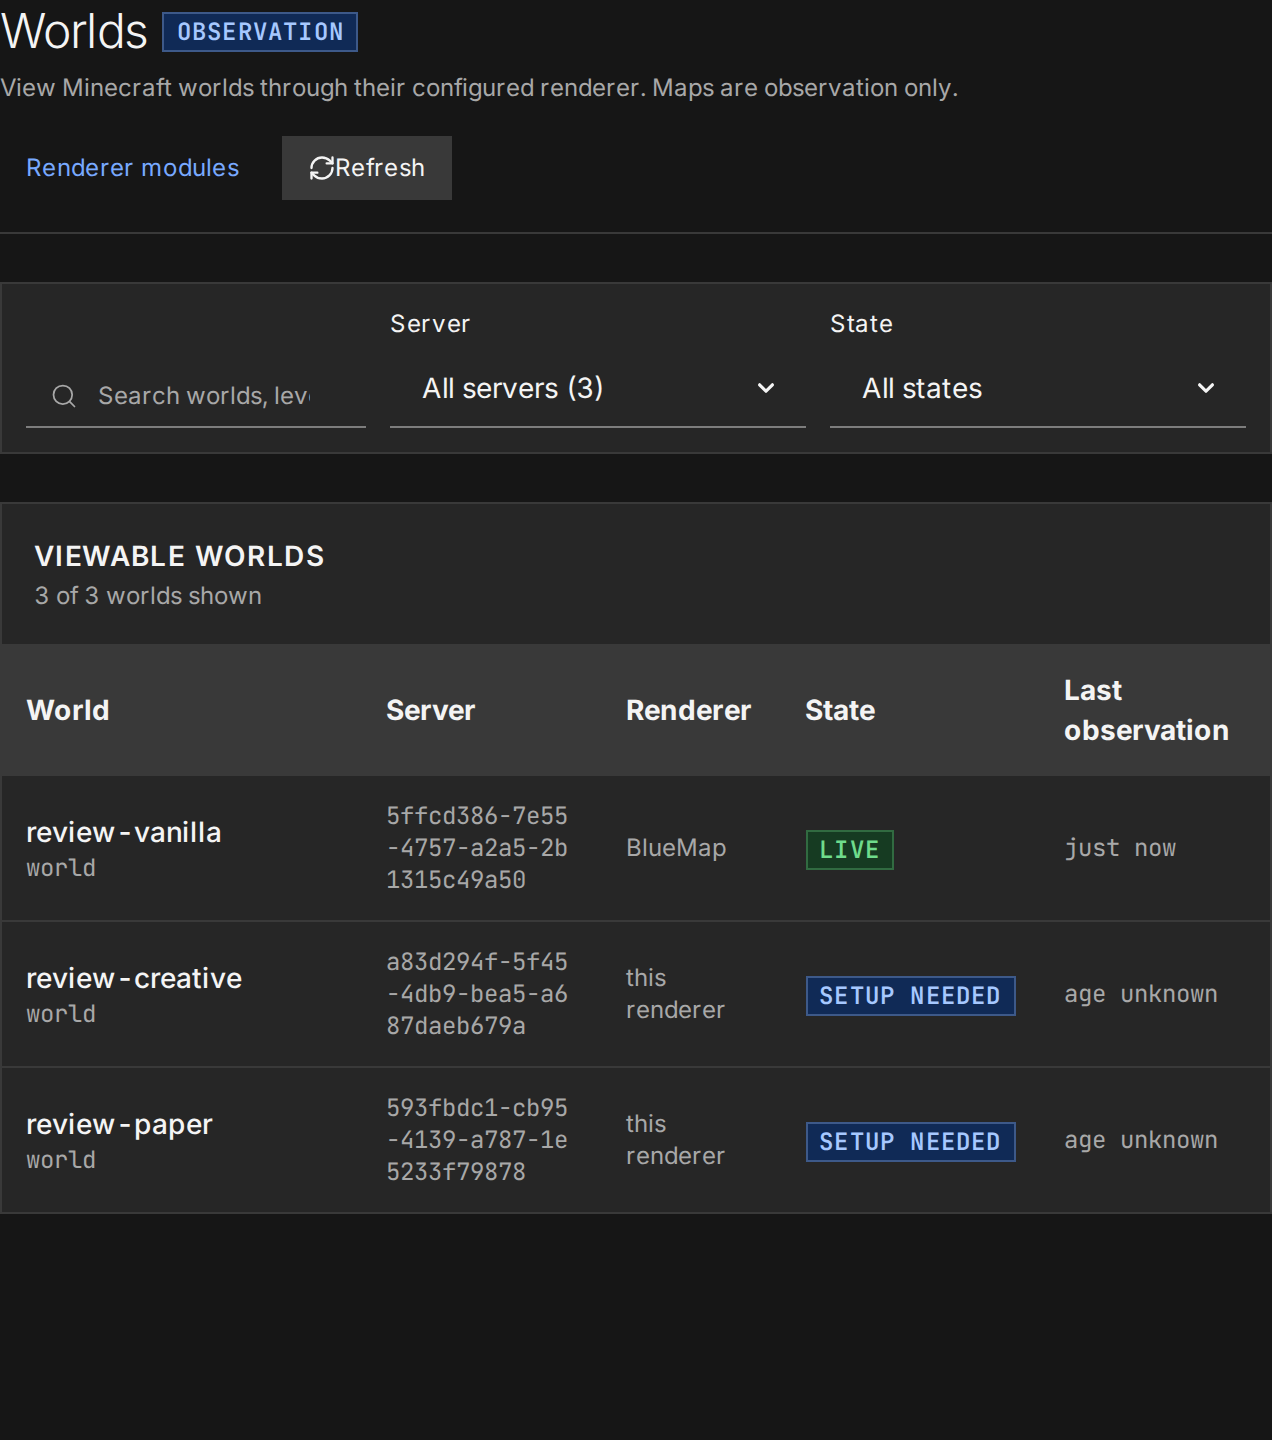 Worlds OBSERVATION
View Minecraft worlds through their configured renderer. Maps are observation only.
Renderer modules Refresh
Server State
Search worlds, lev All servers (3) All states
VIEWABLE WORLDS
3 of 3 worlds shown
World Server Renderer State Last observation
review-vanilla
world
5ffcd386-7e55
-4757-a2a5-2b
1315c49a50
BlueMap
LIVE
just now
review-creative
world
a83d294f-5f45
-4db9-bea5-a6
87daeb679a
this
renderer
SETUP NEEDED
age unknown
review-paper
world
593fbdc1-cb95
-4139-a787-1e
5233f79878
this
renderer
SETUP NEEDED
age unknown